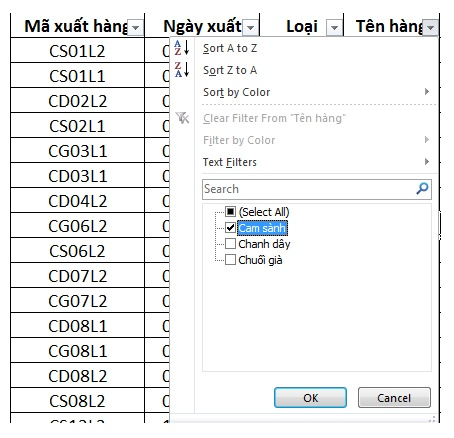 Mã xuất hàng Ngày xuất Loại Tên hàng
CS01L2 0
CS01L1 0
CD02L2 0
CS02L1 0
CG03L1 0
CD03L1 0
CD04L2 0
CG06L2 0
CS06L2 0
CD07L2 0
CG07L2 0
CD08L1 0
CG08L1 0
CD08L2 0
CS08L2 0
Sort A to Z
Sort Z to A
Sort by Color
Clear Filter From "Tên hàng"
Filter by Color
Text Filters
Search
(Select All)
Cam sành
Chanh dây
Chuối già
OK Cancel